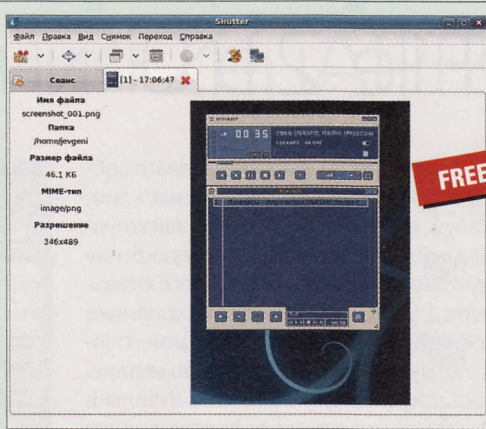 Shutter
Файл Правка Вид Снимок Переход Справка
Сеанс
[1] - 17:06:47
Имя файла
screenshot_001.png
Папка
/home/jevgeni
Размер файла
46.1 КБ
MIME-тип
image/png
Разрешение
346x489
00 35
FREE